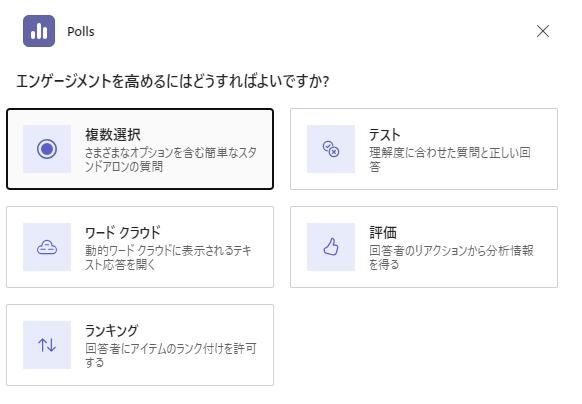 Polls
エンゲージメントを高めるにはどうすればよいですか?
複数選択
さまざまなオプションを含む簡単なスタ
ンドアロンの質問
テスト
理解度に合わせた質問と正しい回
答
ワード クラウド
動的ワード クラウドに表示されるテキ
スト応答を開く
評価
回答者のリアクションから分析情報
を得る
ランキング
回答者にアイテムのランク付けを許可
する